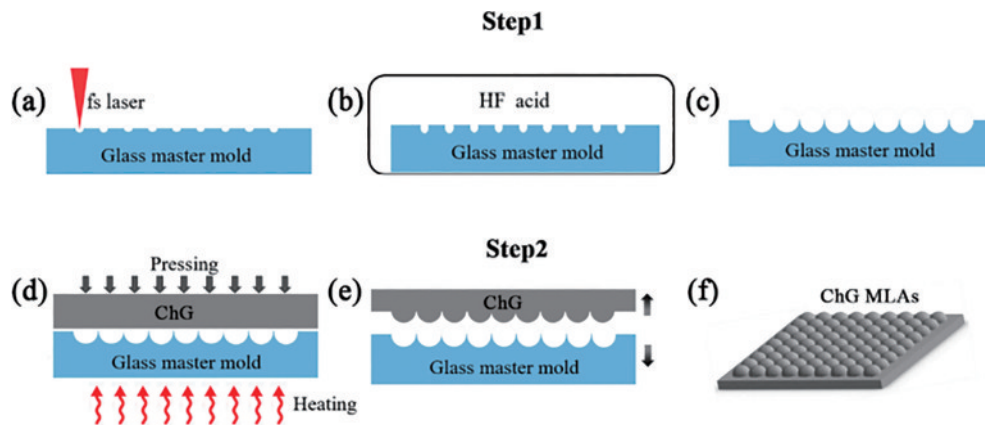 Step1
(a)
fs laser
Glass master mold
(b)
HF acid
Glass master mold
(c)
Glass master mold
Step2
(d)
Pressing
ChG
Glass master mold
Heating
(e)
ChG
Glass master mold
(f)
ChG MLAs